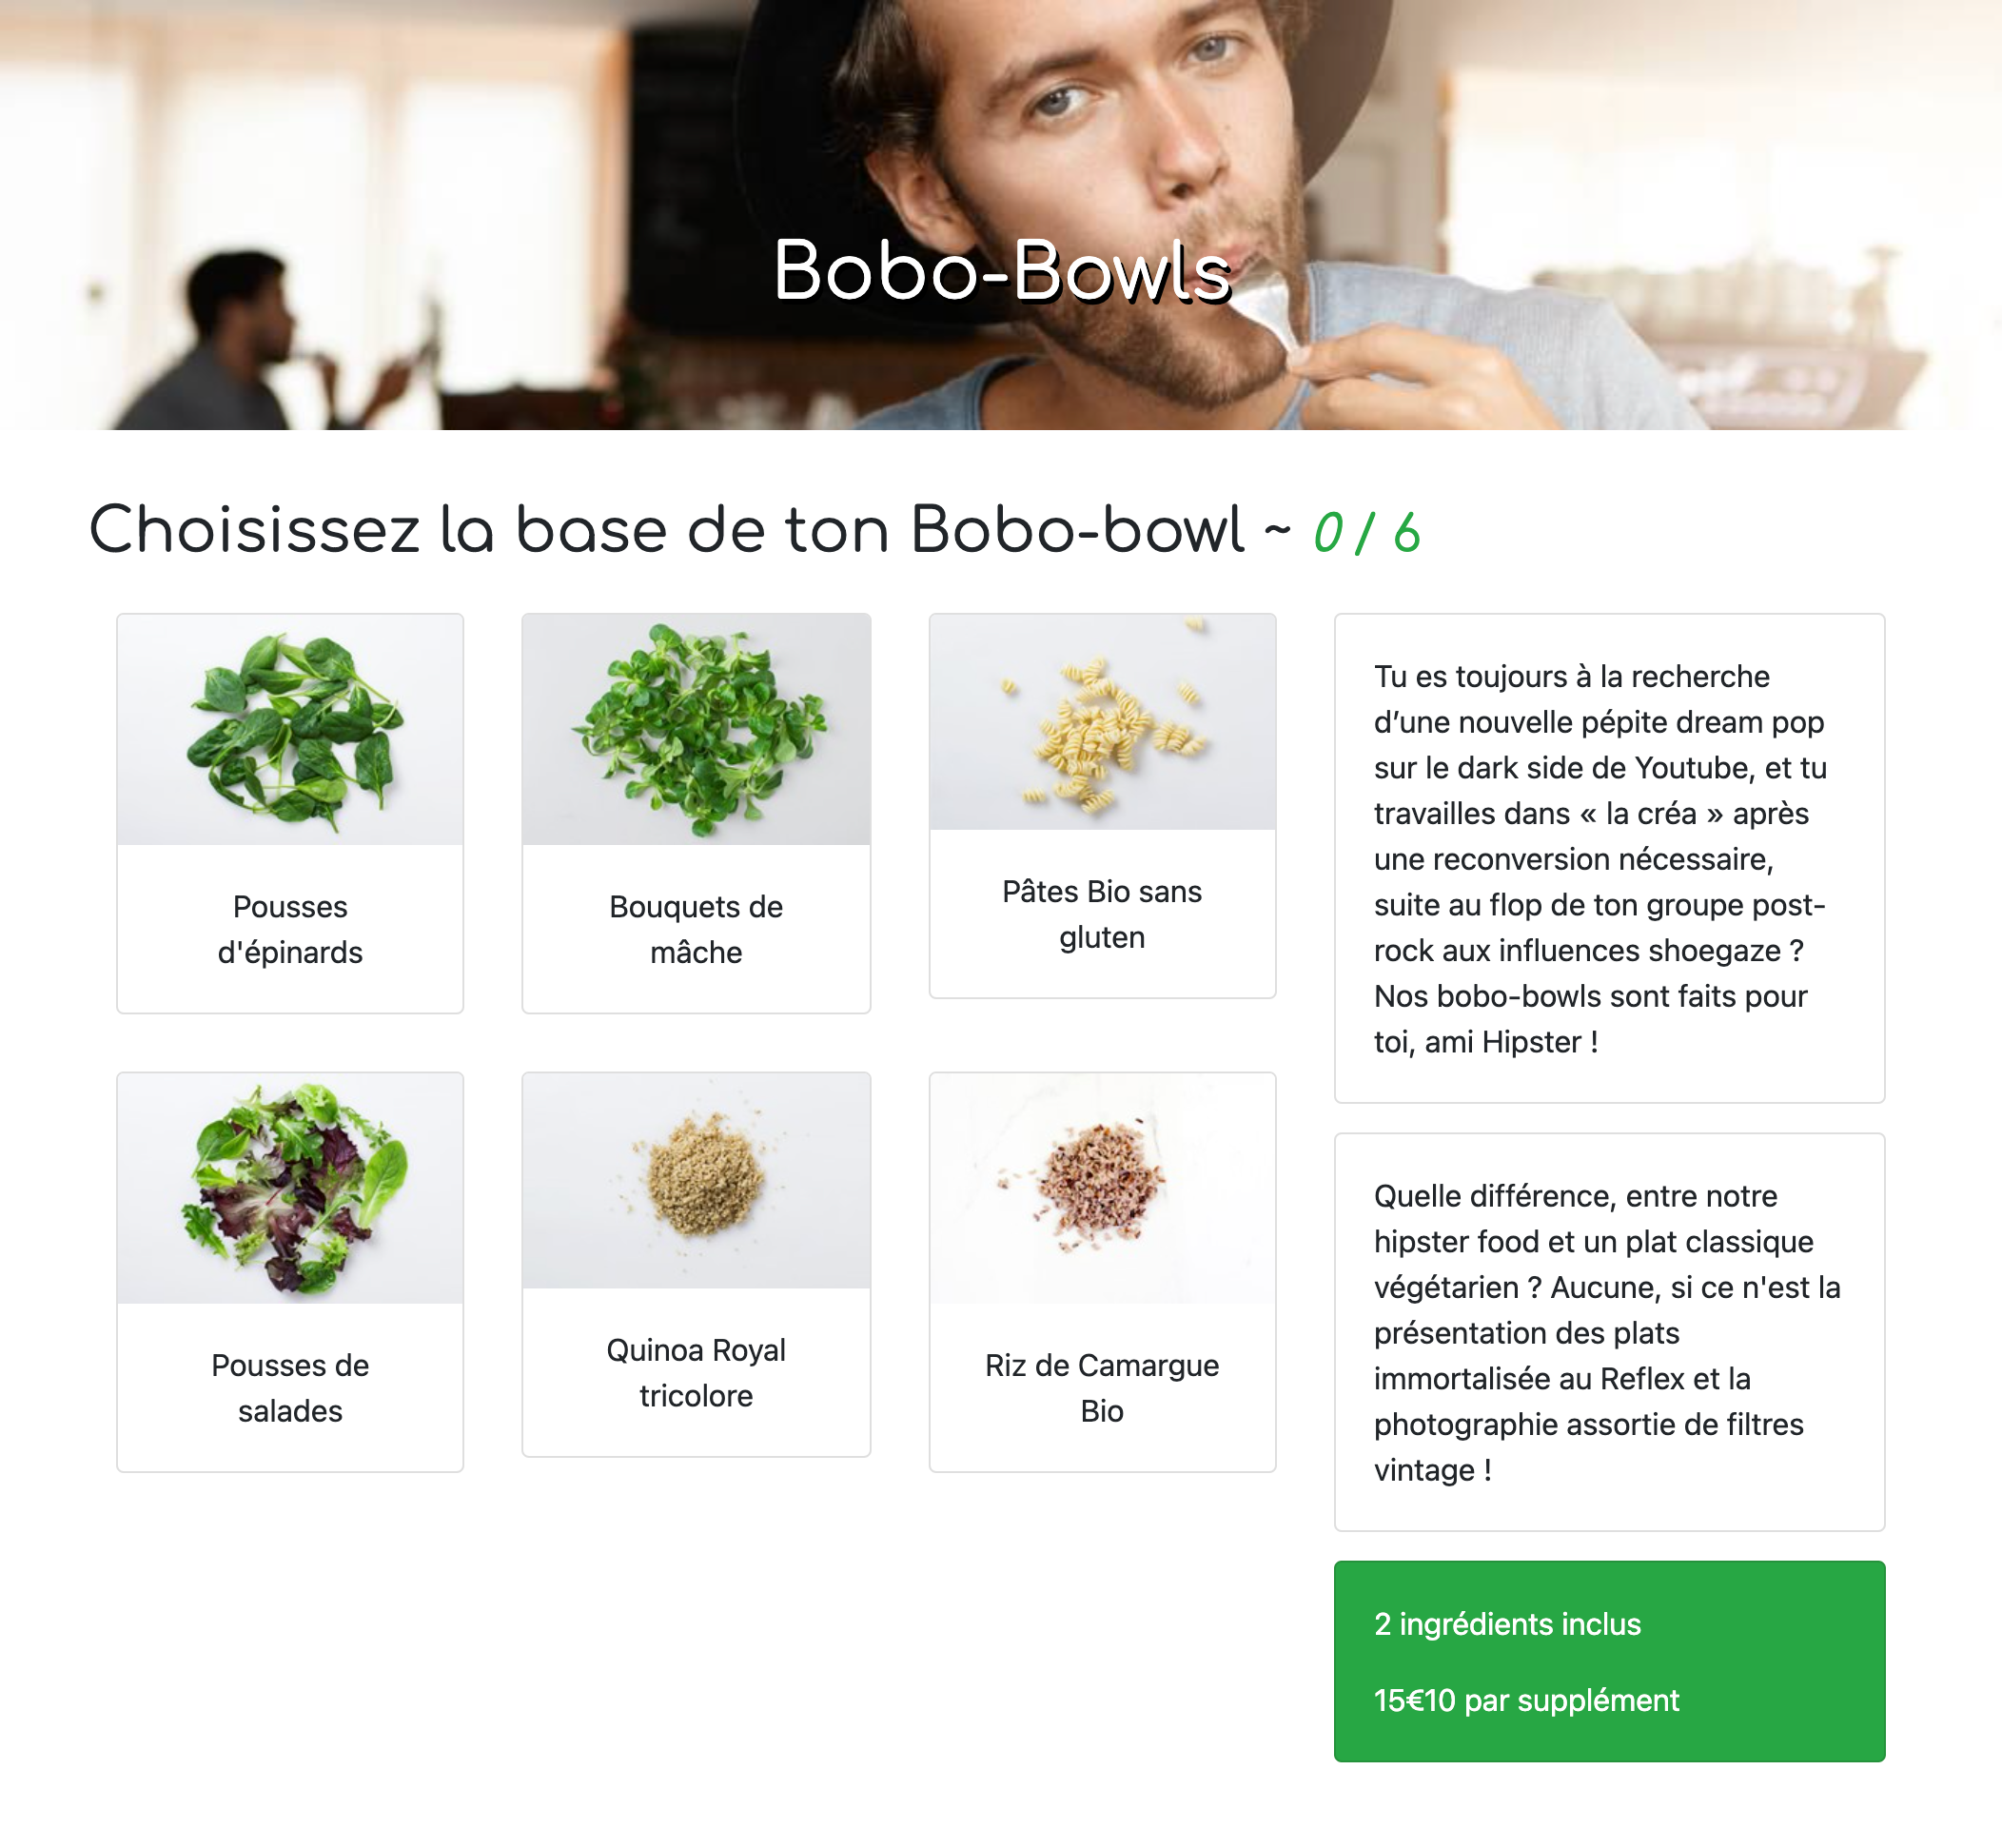 Bobo-Bowls
Choisissez la base de ton Bobo-bowl ~ 0 / 6
Pousses
d'épinards
Bouquets de
mâche
Pâtes Bio sans
gluten
Pousses de
salades
Quinoa Royal
tricolore
Riz de Camargue
Bio
Tu es toujours à la recherche
d’une nouvelle pépite dream pop
sur le dark side de Youtube, et tu
travailles dans « la créa » après
une reconversion nécessaire,
suite au flop de ton groupe post-
rock aux influences shoegaze ?
Nos bobo-bowls sont faits pour
toi, ami Hipster !
Quelle différence, entre notre
hipster food et un plat classique
végétarien ? Aucune, si ce n'est la
présentation des plats
immortalisée au Reflex et la
photographie assortie de filtres
vintage !
2 ingrédients inclus
15€10 par supplément